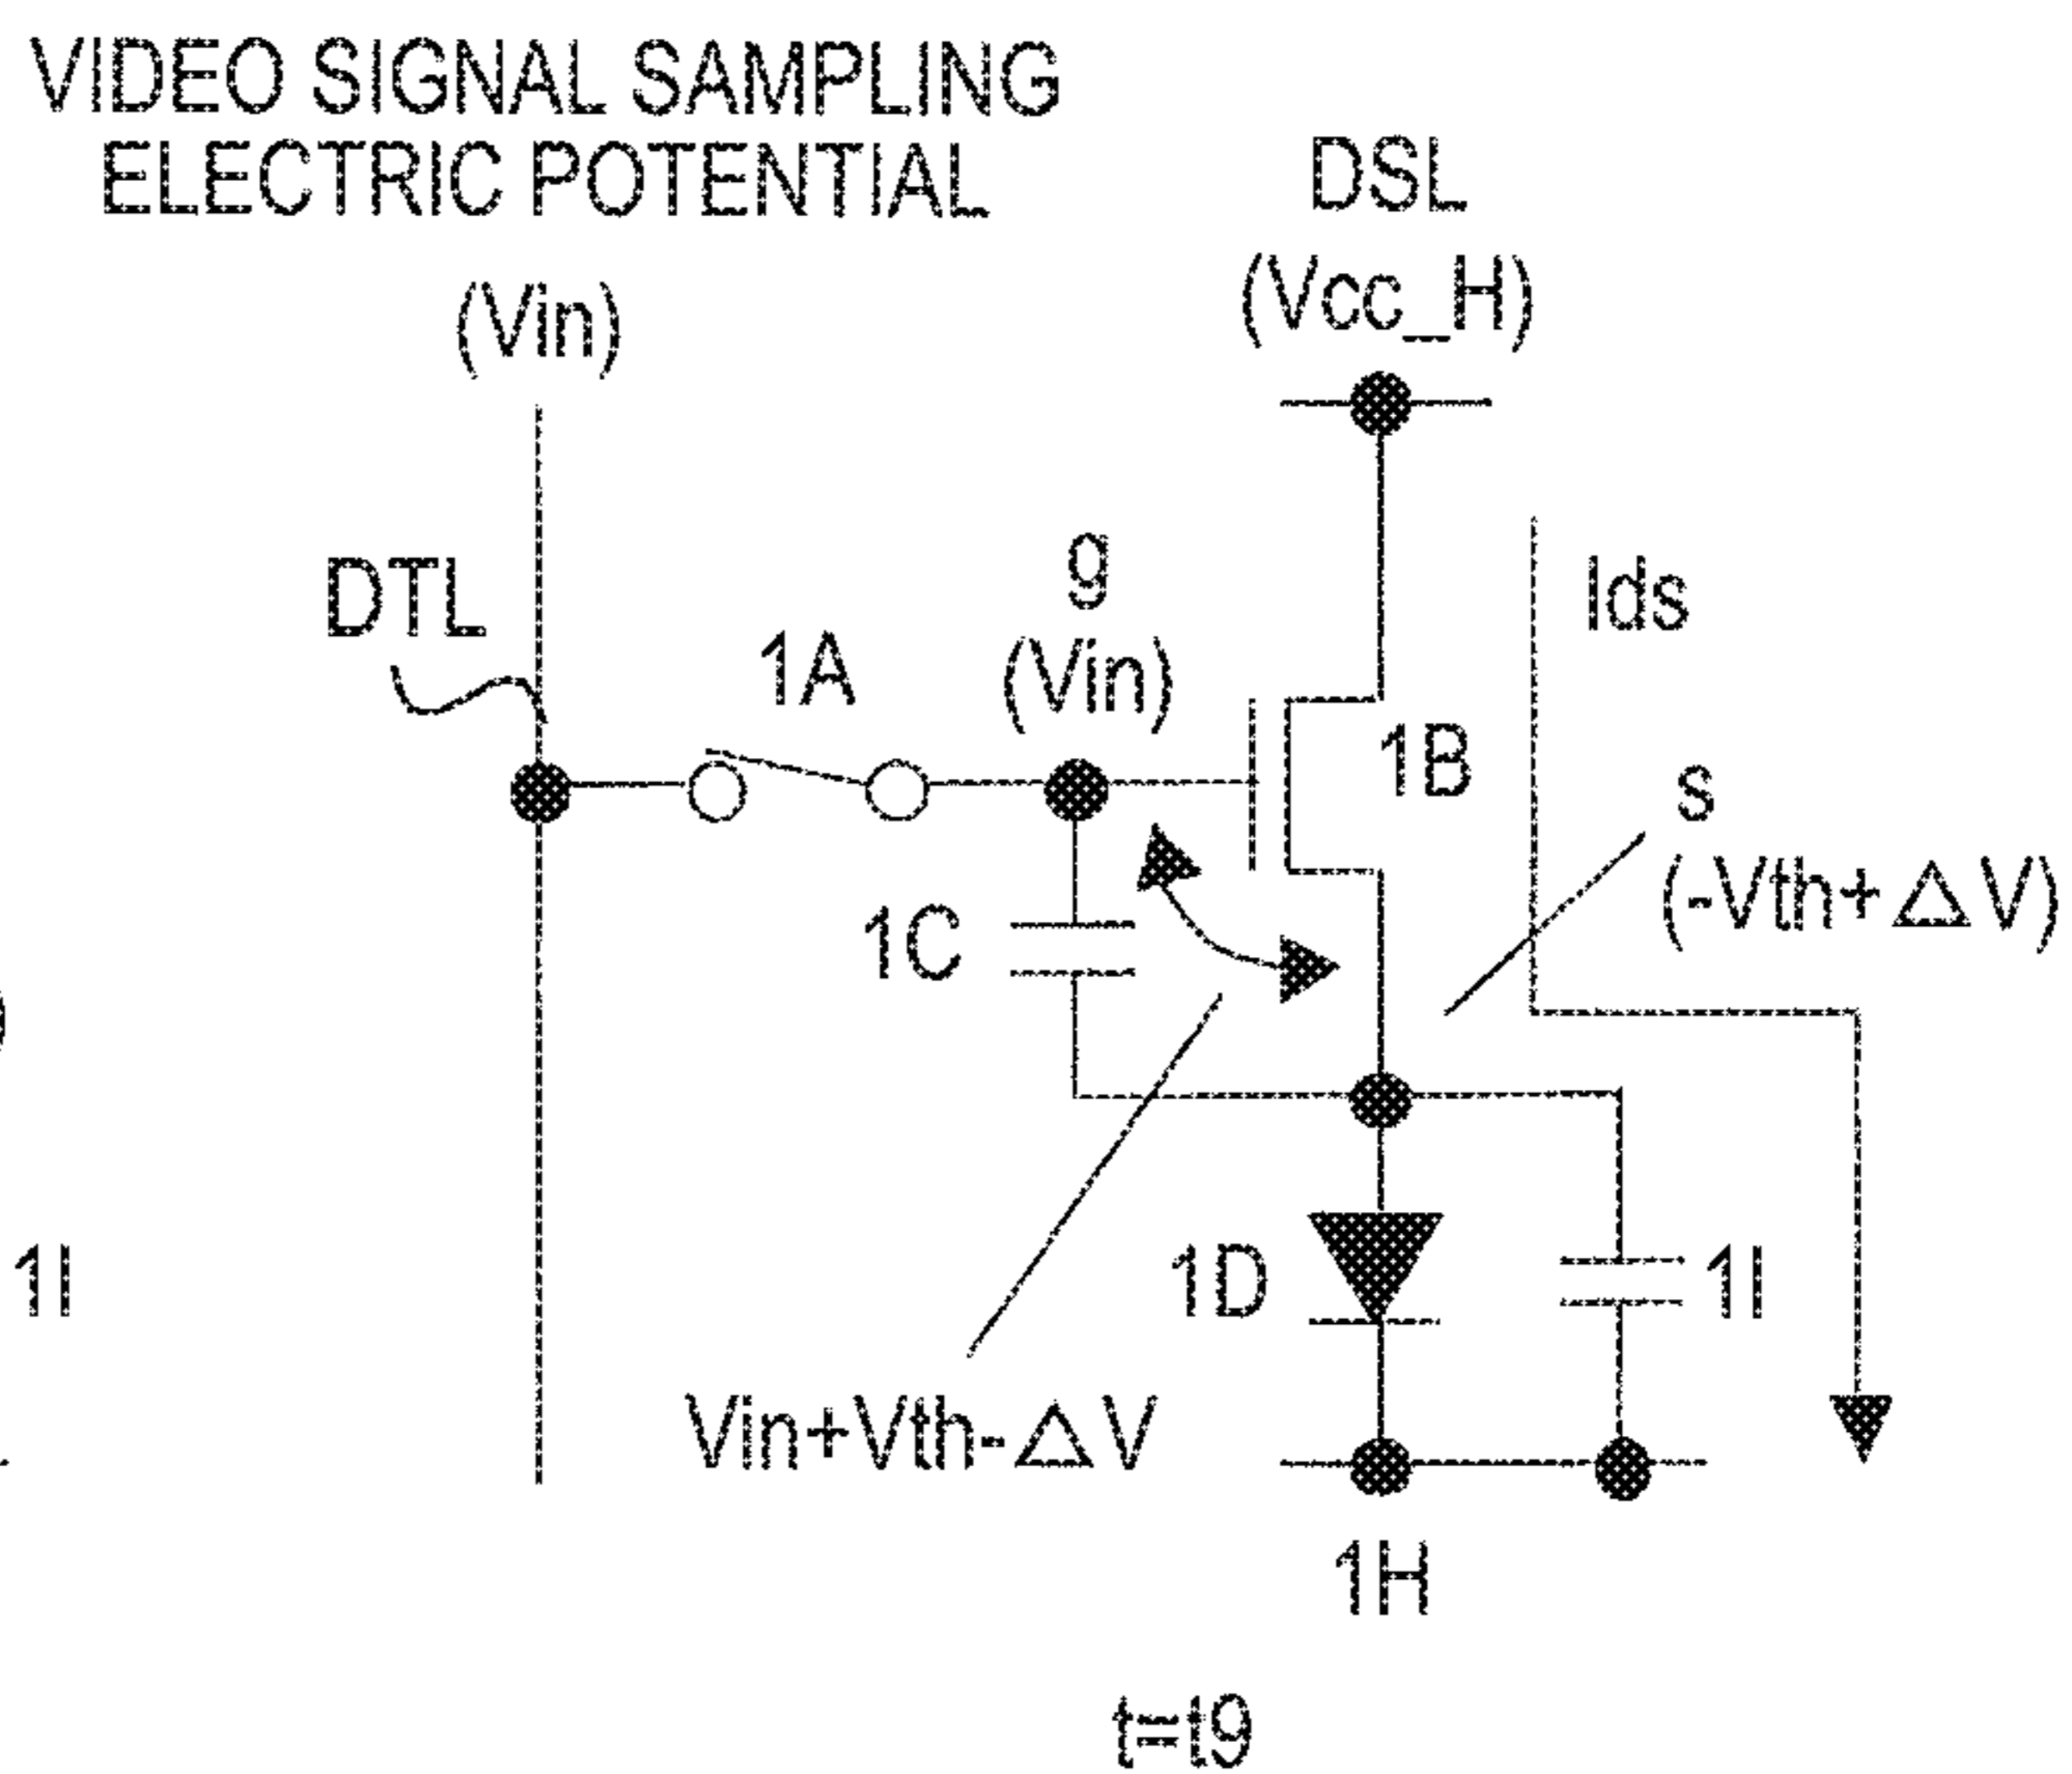 VIDEO SIGNAL SAMPLING
ELECTRIC POTENTIAL
(Vin)
DSL
(Vcc_H)
DTL
1A
g
(Vin)
1B
Ids
s
(-Vth+△V)
1C
)
1I
1D
1I
Vin+Vth-△V
1H
t=t9